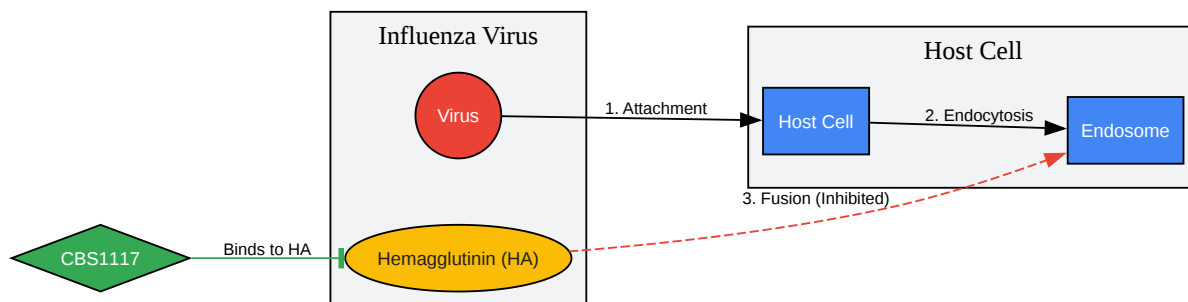 Influenza Virus
Host Cell
Virus
1. Attachment
Host Cell
2. Endocytosis
Endosome
3. Fusion (Inhibited)
CBS1117
Binds to HA
Hemagglutinin (HA)